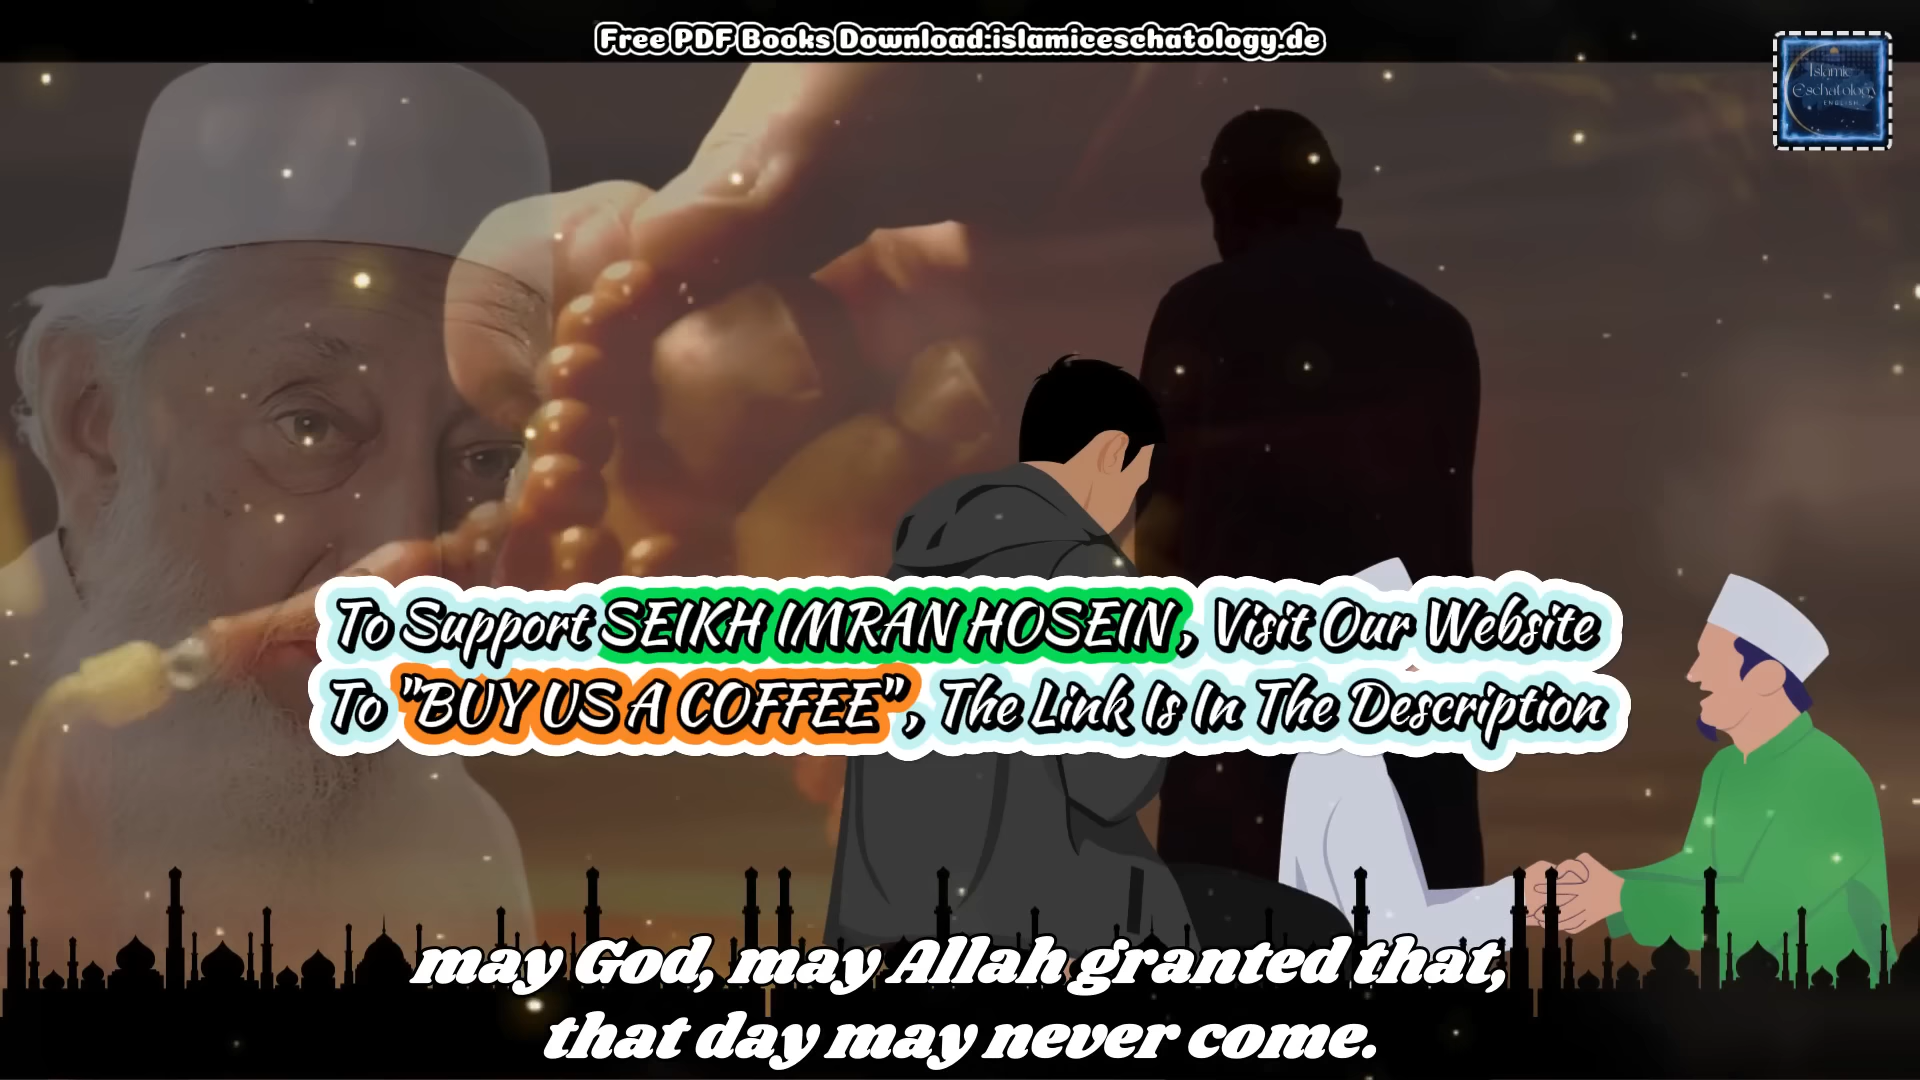 Free PDF Books Download:islamiceschatology.de
Islamic
Eschatology
ENGLISH
To Support SEIKH IMRAN HOSEIN, Visit Our Website
To "BUY US A COFFEE", The Link Is In The Description
may God, may Allah granted that,
that day may never come.